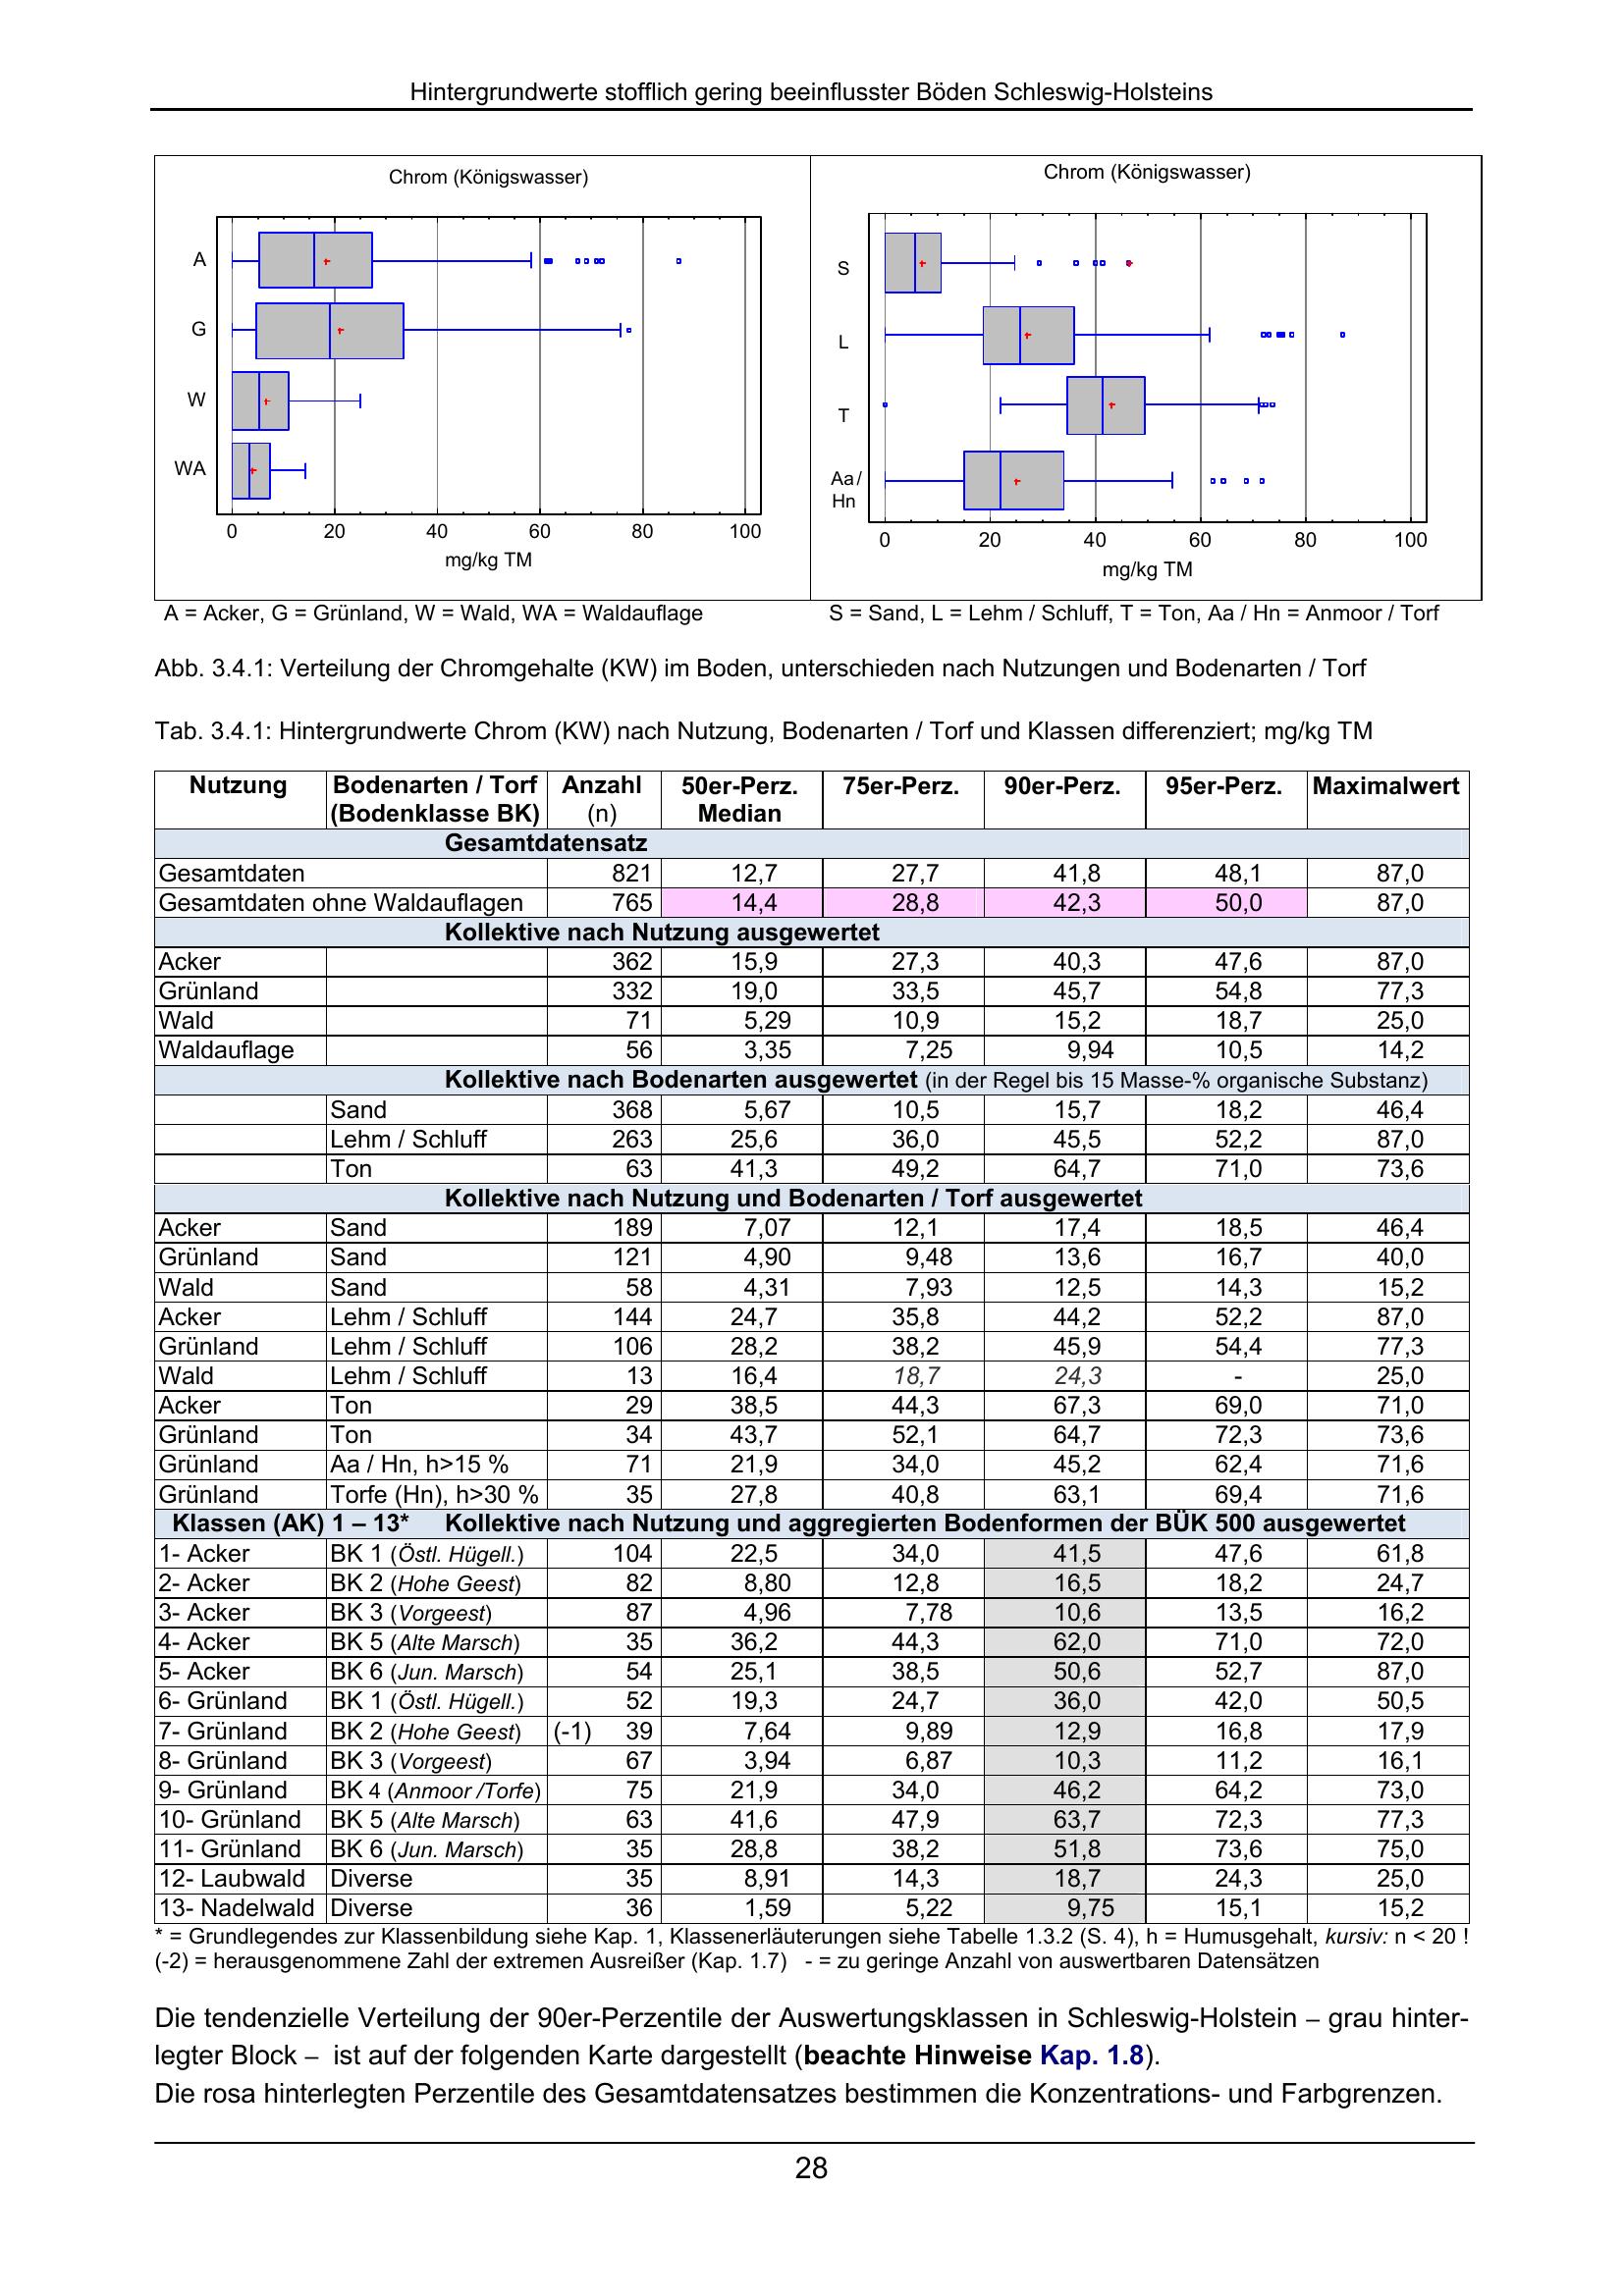 Hintergrundwerte stofflich gering beeinflusster Böden Schleswig-Holsteins
Chrom (Königswasser)
A
G
W
WA
0 20 40 60 80 100
mg/kg TM
Chrom (Königswasser)
S
L
T
Aa /
Hn
0 20 40 60 80 100
mg/kg TM
A = Acker, G = Grünland, W = Wald, WA = Waldauflage
S = Sand, L = Lehm / Schluff, T = Ton, Aa / Hn = Anmoor / Torf
Abb. 3.4.1: Verteilung der Chromgehalte (KW) im Boden, unterschieden nach Nutzungen und Bodenarten / Torf
Tab. 3.4.1: Hintergrundwerte Chrom (KW) nach Nutzung, Bodenarten / Torf und Klassen differenziert; mg/kg TM
Nutzung Bodenarten / Torf Anzahl 50er-Perz. 75er-Perz. 90er-Perz. 95er-Perz. Maximalwert
(Bodenklasse BK) (n) Median
Gesamtdatensatz
Gesamtdaten 821 12,7 27,7 41,8 48,1 87,0
Gesamtdaten ohne Waldauflagen 765 14,4 28,8 42,3 50,0 87,0
Kollektive nach Nutzung ausgewertet
Acker 362 15,9 27,3 40,3 47,6 87,0
Grünland 332 19,0 33,5 45,7 54,8 77,3
Wald 71 5,29 10,9 15,2 18,7 25,0
Waldauflage 56 3,35 7,25 9,94 10,5 14,2
Kollektive nach Bodenarten ausgewertet (in der Regel bis 15 Masse-% organische Substanz)
Sand 368 5,67 10,5 15,7 18,2 46,4
Lehm / Schluff 263 25,6 36,0 45,5 52,2 87,0
Ton 63 41,3 49,2 64,7 71,0 73,6
Kollektive nach Nutzung und Bodenarten / Torf ausgewertet
Acker Sand 189 7,07 12,1 17,4 18,5 46,4
Grünland Sand 121 4,90 9,48 13,6 16,7 40,0
Wald Sand 58 4,31 7,93 12,5 14,3 15,2
Acker Lehm / Schluff 144 24,7 35,8 44,2 52,2 87,0
Grünland Lehm / Schluff 106 28,2 38,2 45,9 54,4 77,3
Wald Lehm / Schluff 13 16,4 18,7 24,3 - 25,0
Acker Ton 29 38,5 44,3 67,3 69,0 71,0
Grünland Ton 34 43,7 52,1 64,7 72,3 73,6
Grünland Aa / Hn, h>15 % 71 21,9 34,0 45,2 62,4 71,6
Grünland Torfe (Hn), h>30 % 35 27,8 40,8 63,1 69,4 71,6
Klassen (AK) 1 – 13* Kollektive nach Nutzung und aggregierten Bodenformen der BÜK 500 ausgewertet
1- Acker BK 1 (Östl. Hügell.) 104 22,5 34,0 41,5 47,6 61,8
2- Acker BK 2 (Hohe Geest) 82 8,80 12,8 16,5 18,2 24,7
3- Acker BK 3 (Vorgeest) 87 4,96 7,78 10,6 13,5 16,2
4- Acker BK 5 (Alte Marsch) 35 36,2 44,3 62,0 71,0 72,0
5- Acker BK 6 (Jun. Marsch) 54 25,1 38,5 50,6 52,7 87,0
6- Grünland BK 1 (Östl. Hügell.) 52 19,3 24,7 36,0 42,0 50,5
7- Grünland BK 2 (Hohe Geest) (-1) 39 7,64 9,89 12,9 16,8 17,9
8- Grünland BK 3 (Vorgeest) 67 3,94 6,87 10,3 11,2 16,1
9- Grünland BK 4 (Anmoor /Torfe) 75 21,9 34,0 46,2 64,2 73,0
10- Grünland BK 5 (Alte Marsch) 63 41,6 47,9 63,7 72,3 77,3
11- Grünland BK 6 (Jun. Marsch) 35 28,8 38,2 51,8 73,6 75,0
12- Laubwald Diverse 35 8,91 14,3 18,7 24,3 25,0
13- Nadelwald Diverse 36 1,59 5,22 9,75 15,1 15,2
* = Grundlegendes zur Klassenbildung siehe Kap. 1, Klassenerläuterungen siehe Tabelle 1.3.2 (S. 4), h = Humusgehalt, kursiv: n < 20 !
(-2) = herausgenommene Zahl der extremen Ausreißer (Kap. 1.7) - = zu geringe Anzahl von auswertbaren Datensätzen
Die tendenzielle Verteilung der 90er-Perzentile der Auswertungsklassen in Schleswig-Holstein – grau hinter-
legter Block – ist auf der folgenden Karte dargestellt (beachte Hinweise Kap. 1.8).
Die rosa hinterlegten Perzentile des Gesamtdatensatzes bestimmen die Konzentrations- und Farbgrenzen.
28